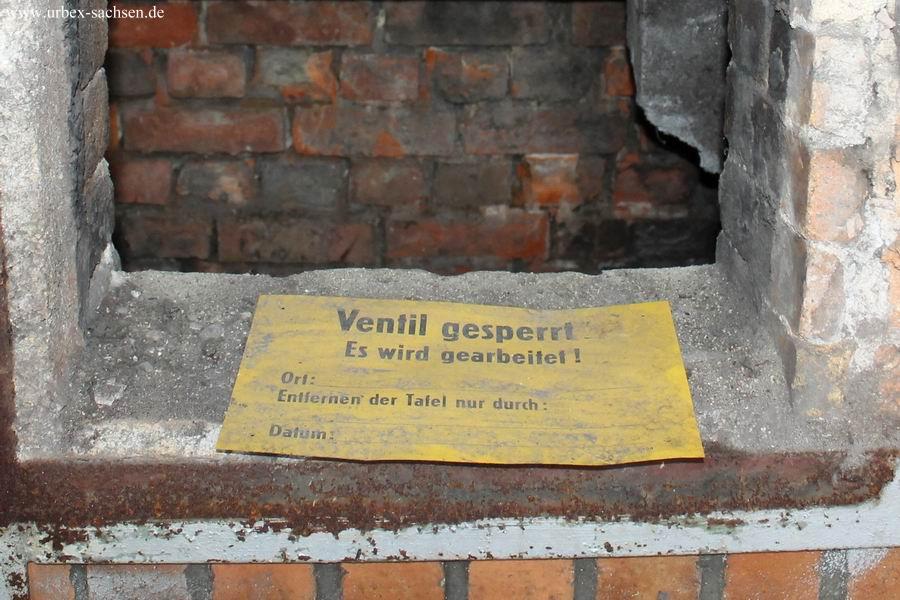 www.urbex-sachsen.de
Ventil gesperrt
Es wird gearbeitet!
Ort:
Entfernen der Tafel nur durch:
Datum: